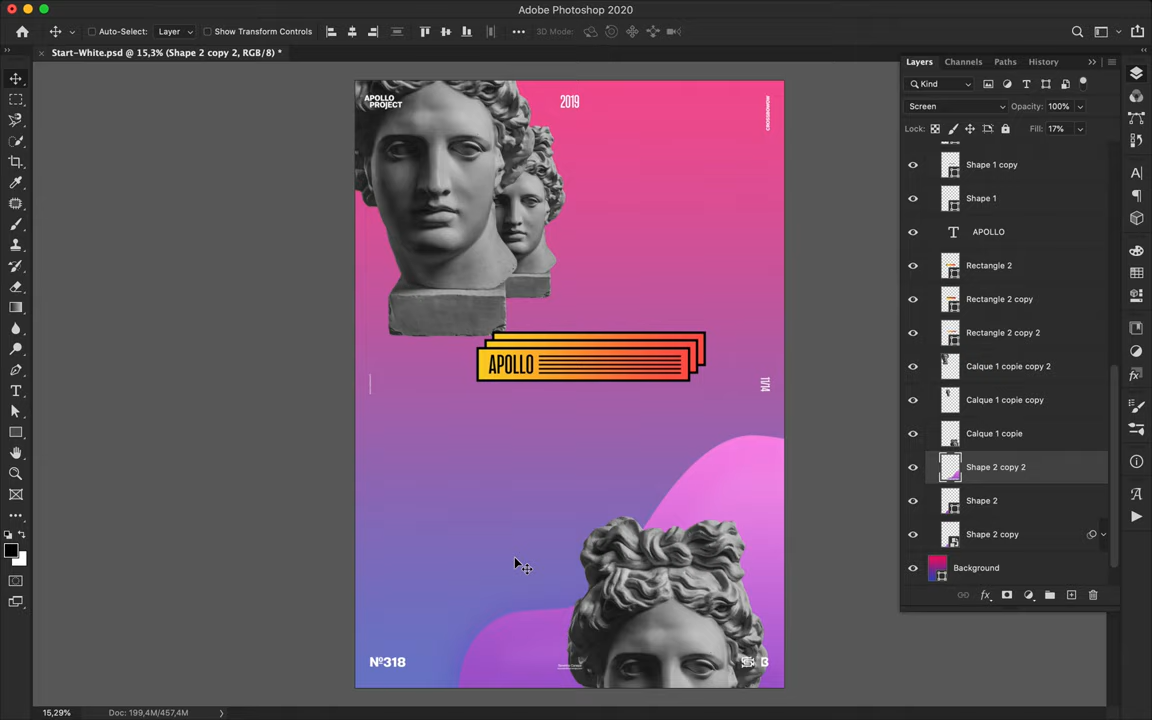 Adobe Photoshop 2020
Auto-Select:
Layer
Show Transform Controls
3D Mode:
Start-White.psd @ 15,3% (Shape 2 copy 2, RGB/8) *
APOLLO
PROJECT
2019
11/14
APOLLO
Nº318
B
Layers
Channels
Paths
History
Kind
Screen
Opacity: 100%
Lock:
Fill: 17%
Shape 1 copy
Shape 1
APOLLO
Rectangle 2
Rectangle 2 copy
Rectangle 2 copy 2
Calque 1 copie copy 2
Calque 1 copie copy
Calque 1 copie
Shape 2 copy 2
Shape 2
Shape 2 copy
Background
15,29%
Doc: 199,4M/457,4M